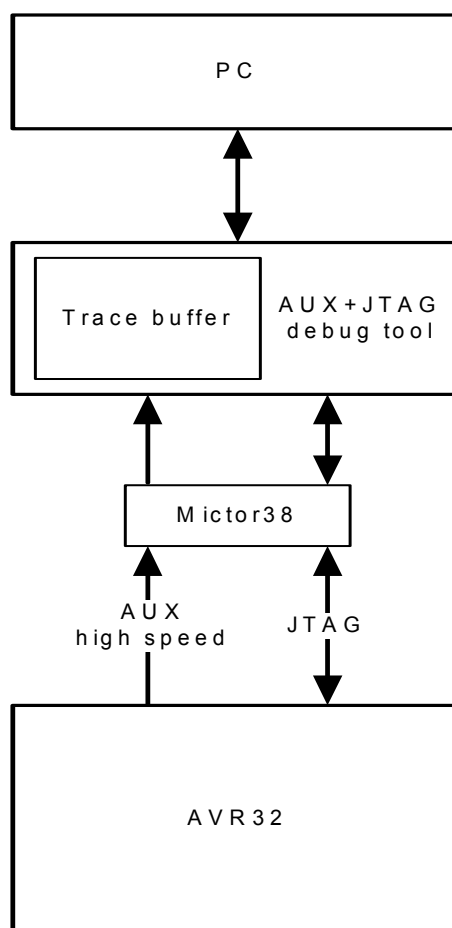 PC
Trace buffer
AUX+JTAG
debug tool
Mictor38
AUX
high speed
JTAG
AVR32